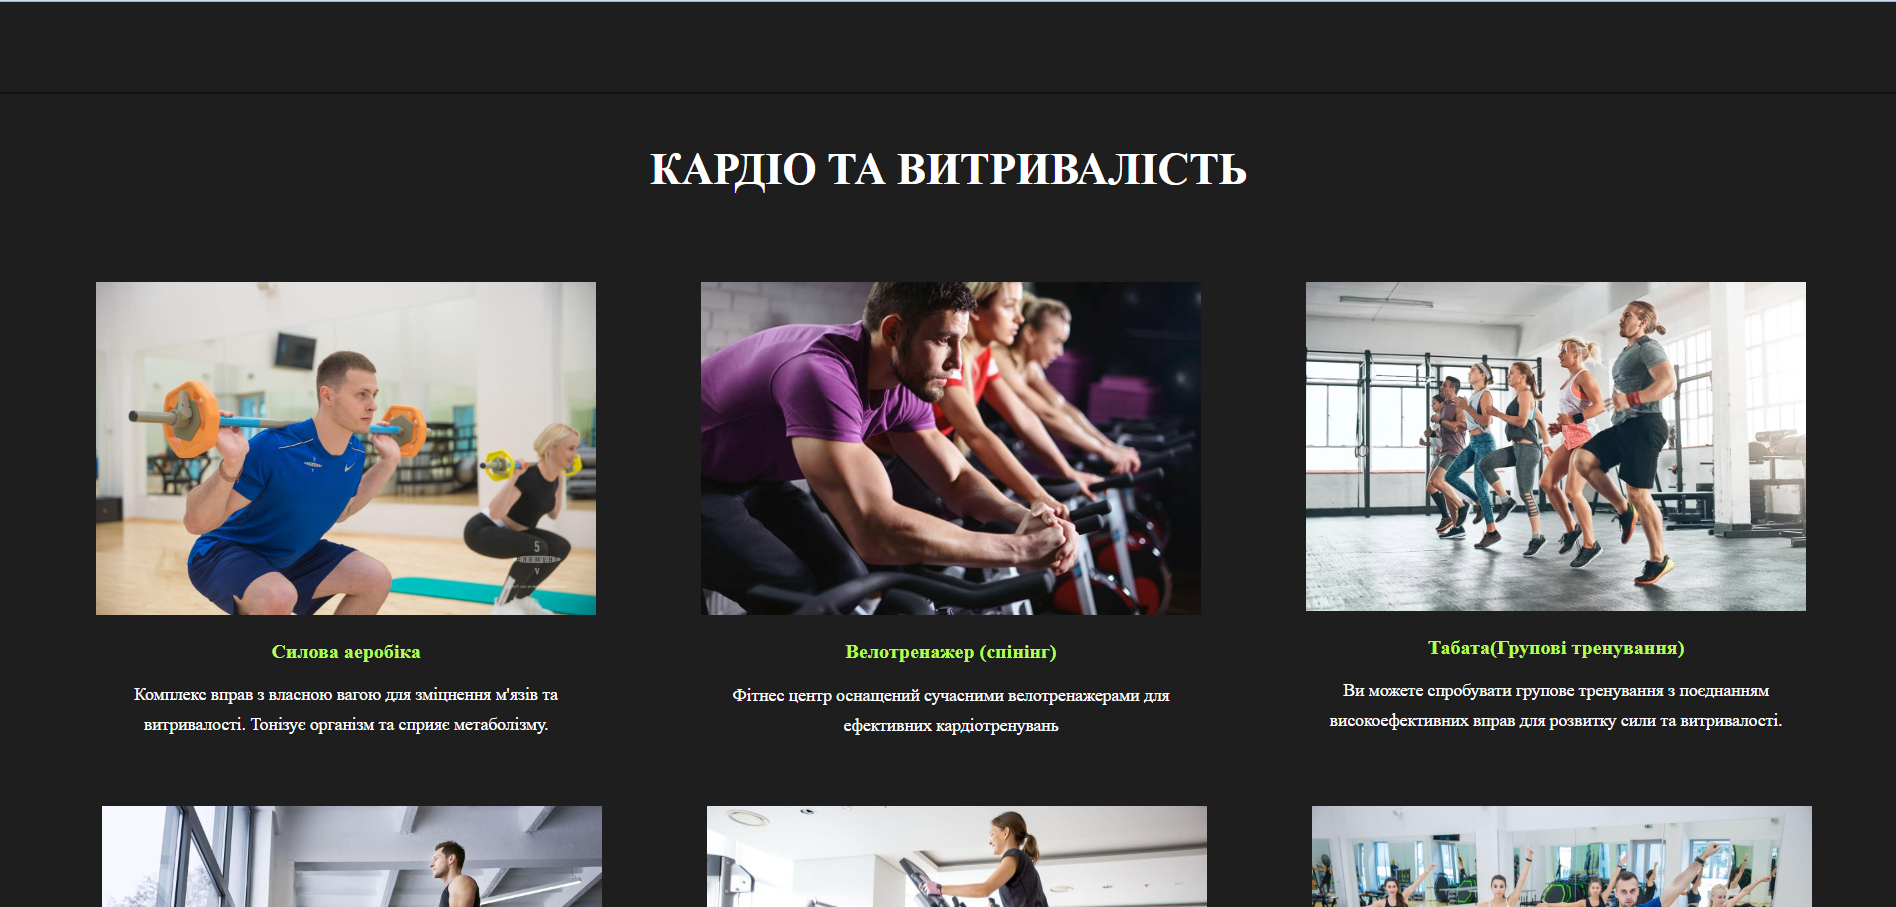 КАРДІО ТА ВИТРИВАЛІСТЬ
Силова аеробіка
Комплекс вправ з власною вагою для зміцнення м'язів та
витривалості. Тонізує організм та сприяє метаболізму.
Велотренажер (спінінг)
Фітнес центр оснащений сучасними велотренажерами для
ефективних кардіотренувань
Табата(Групові тренування)
Ви можете спробувати групове тренування з поєднанням
високоефективних вправ для розвитку сили та витривалості.